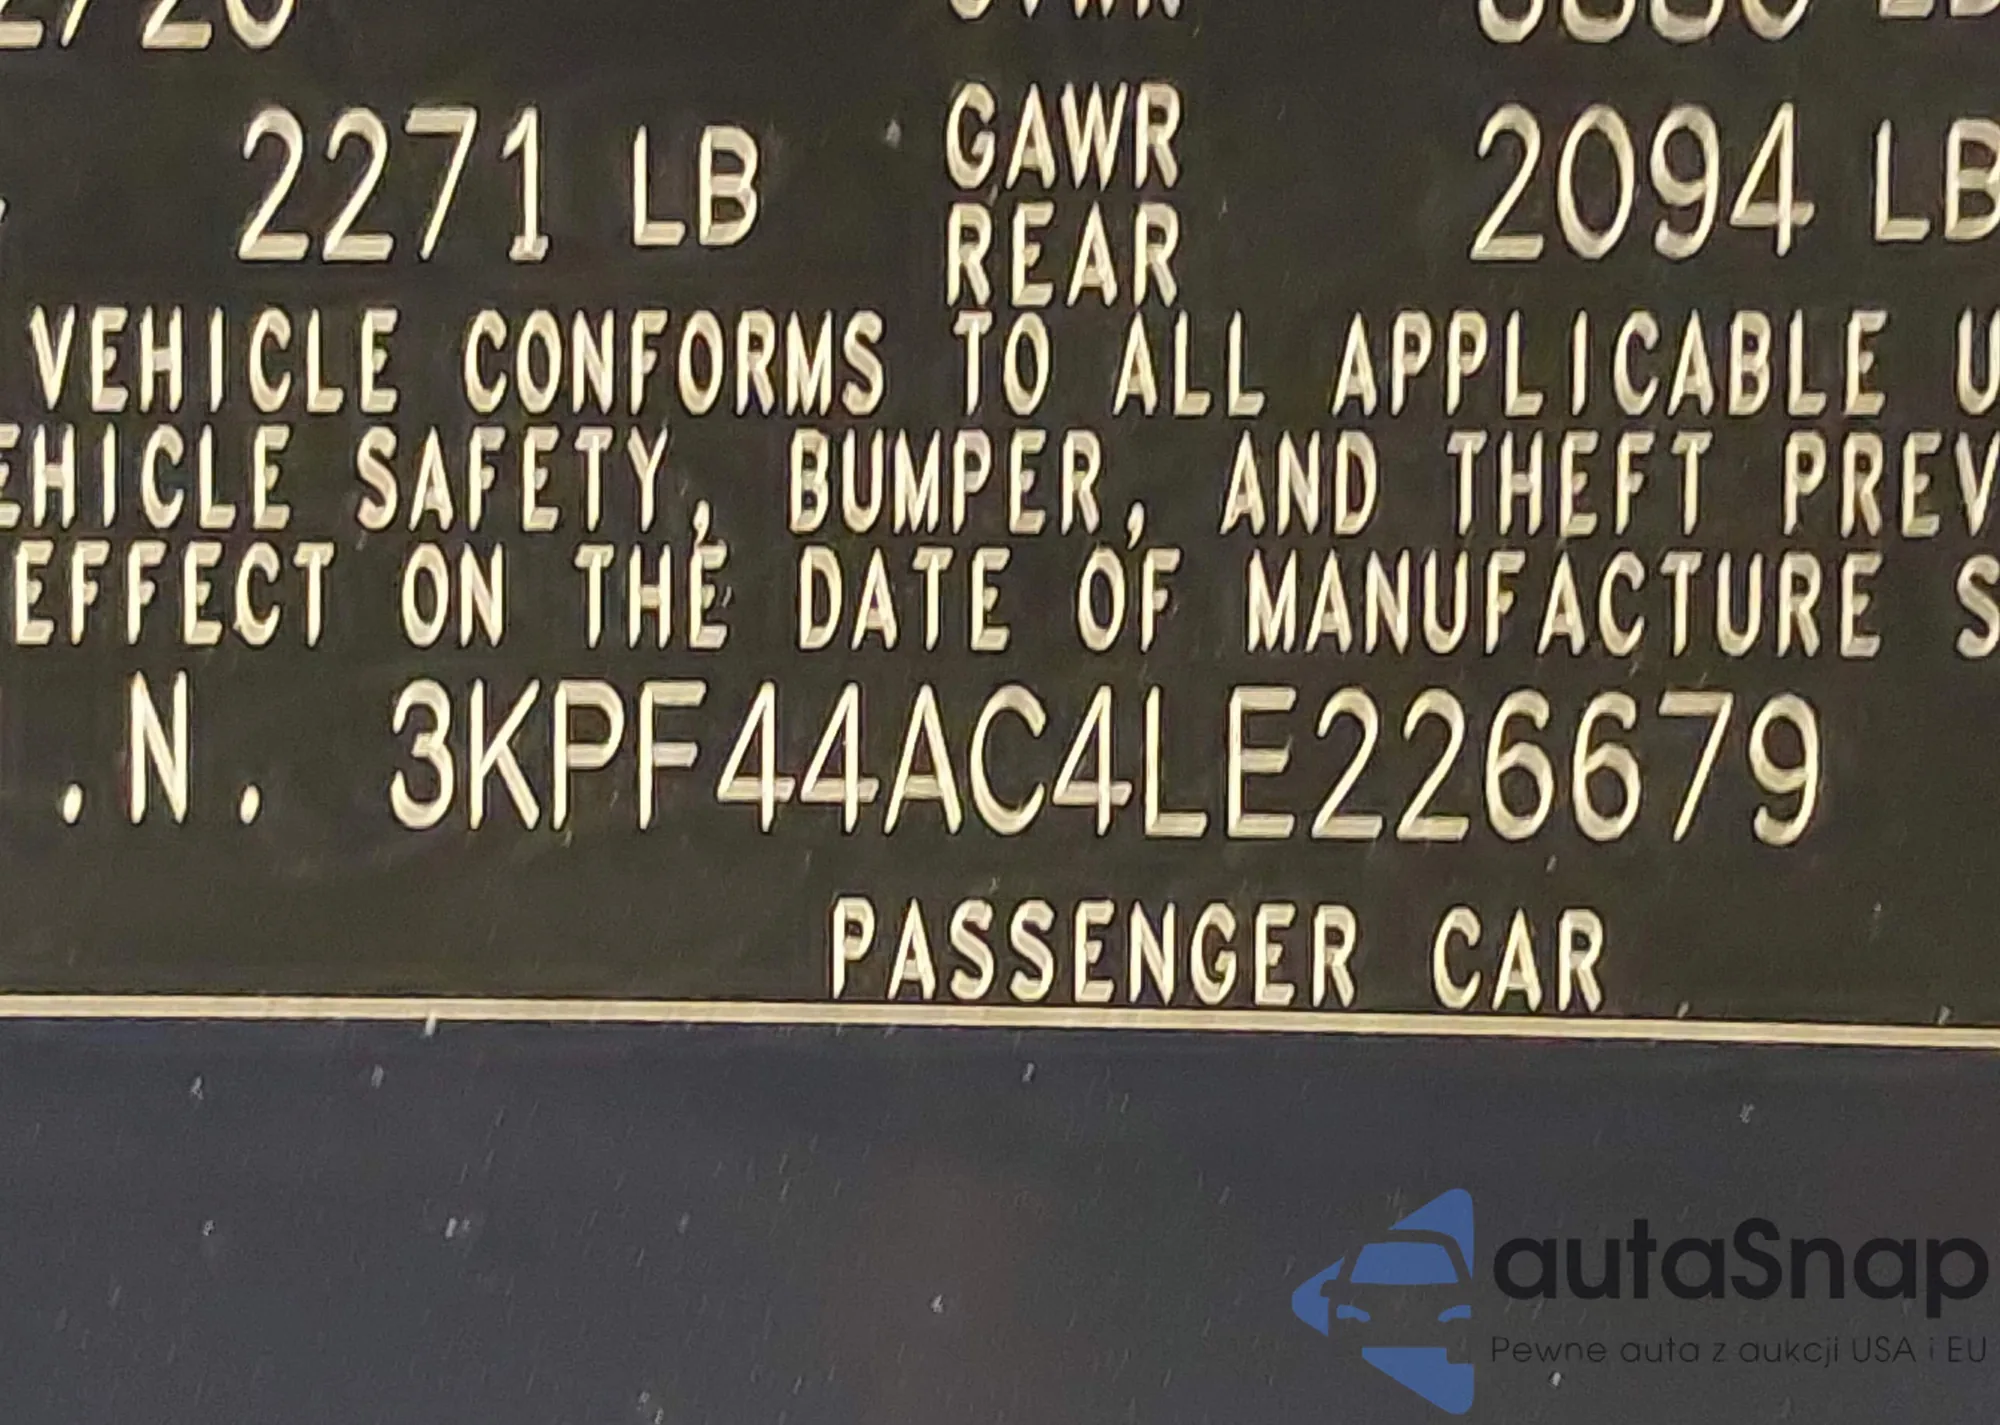 2271 LB GAWR REAR 2094 LB
VEHICLE CONFORMS TO ALL APPLICABLE U
EHICLE SAFETY, BUMPER, AND THEFT PREV
EFFECT ON THE DATE OF MANUFACTURE S
.N. 3KPF44AC4LE226679
PASSENGER CAR
autaSnap
Pewne auta z aukcji USA i EU